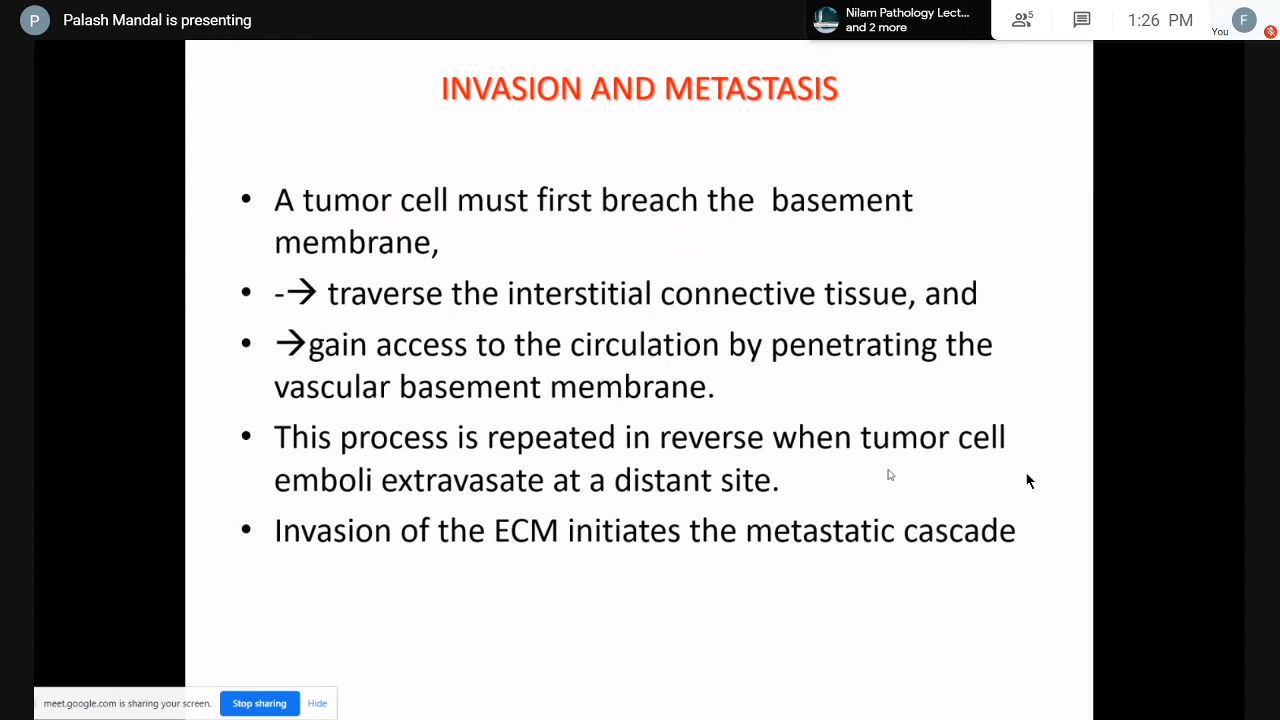 P Palash Mandal is presenting
Nilam Pathology Lect...
and 2 more
5
1:26 PM
You
F
INVASION AND METASTASIS
• A tumor cell must first breach the basement
membrane,
• -→ traverse the interstitial connective tissue, and
• →gain access to the circulation by penetrating the
vascular basement membrane.
• This process is repeated in reverse when tumor cell
emboli extravasate at a distant site.
• Invasion of the ECM initiates the metastatic cascade
meet.google.com is sharing your screen. Stop sharing Hide